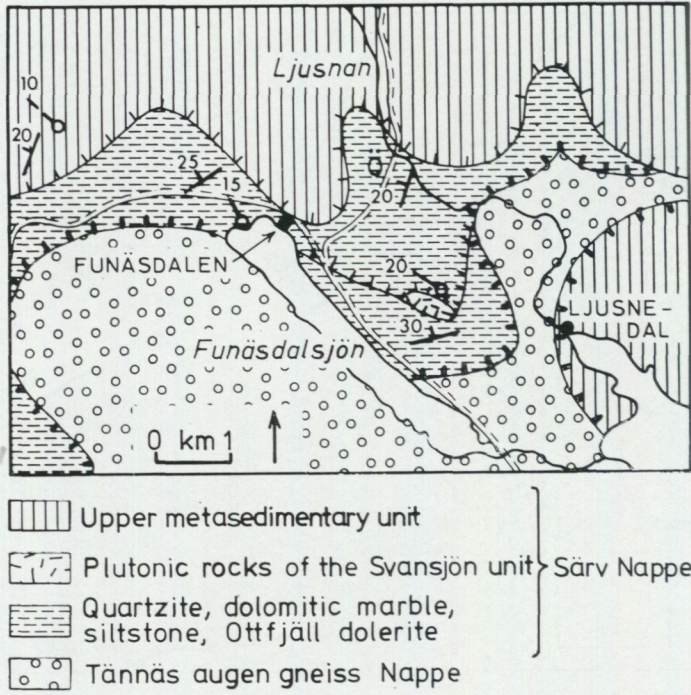 Ljusnan
10
20
25
15
Ö
20
FUNÄSDALEN
20
30
LJUSNE-
DAL
Funäsdalsjön
0 km 1
Upper metasedimentary unit
Plutonic rocks of the Svansjön unit
Särv Nappe
Quartzite, dolomitic marble,
siltstone, Ottfjäll dolerite
Tännäs augen gneiss Nappe